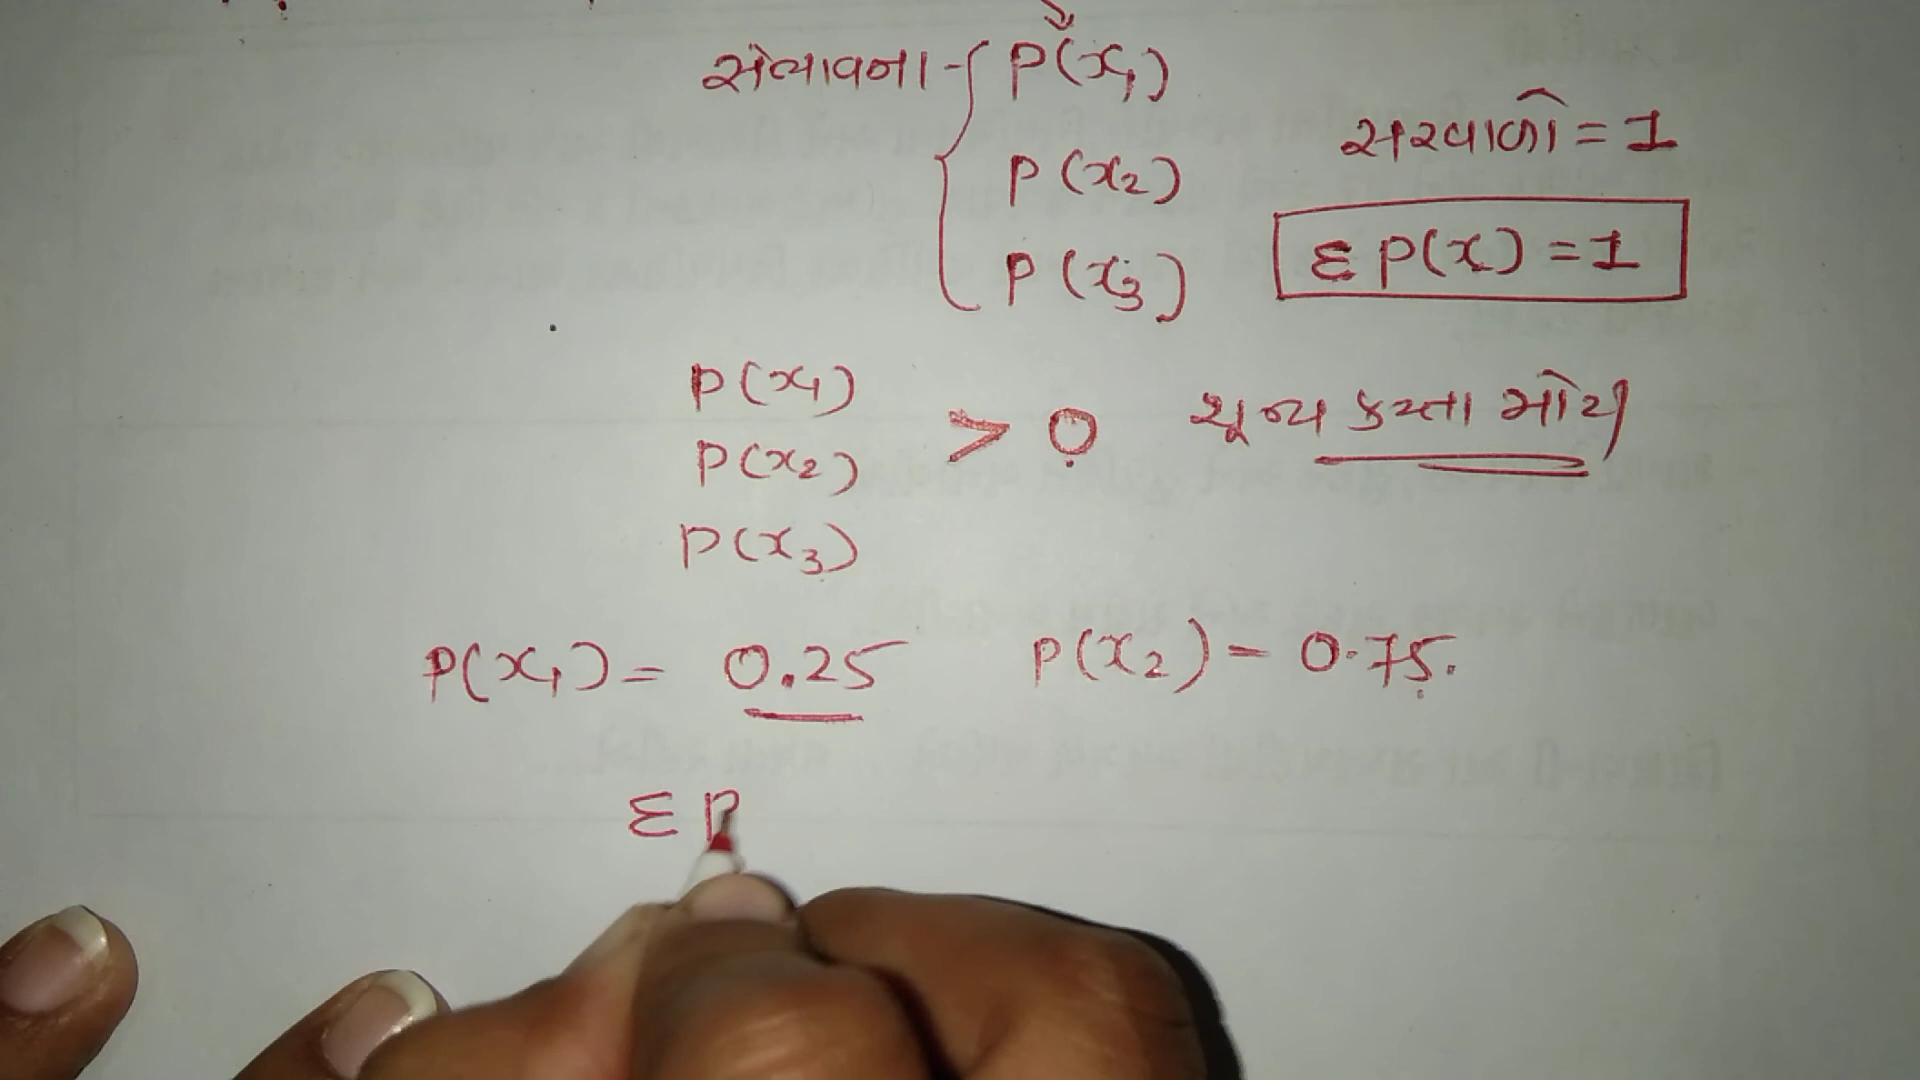 સંભાવના - { P(x₁)
P(x₂)
P(x₃)
સરવાળો = 1
Σ P(x) = 1
P(x₁)
P(x₂) > 0 શૂન્ય કરતા મોટી
P(x₃)
P(x₁) = 0.25 P(x₂) - 0.75.
Σ P